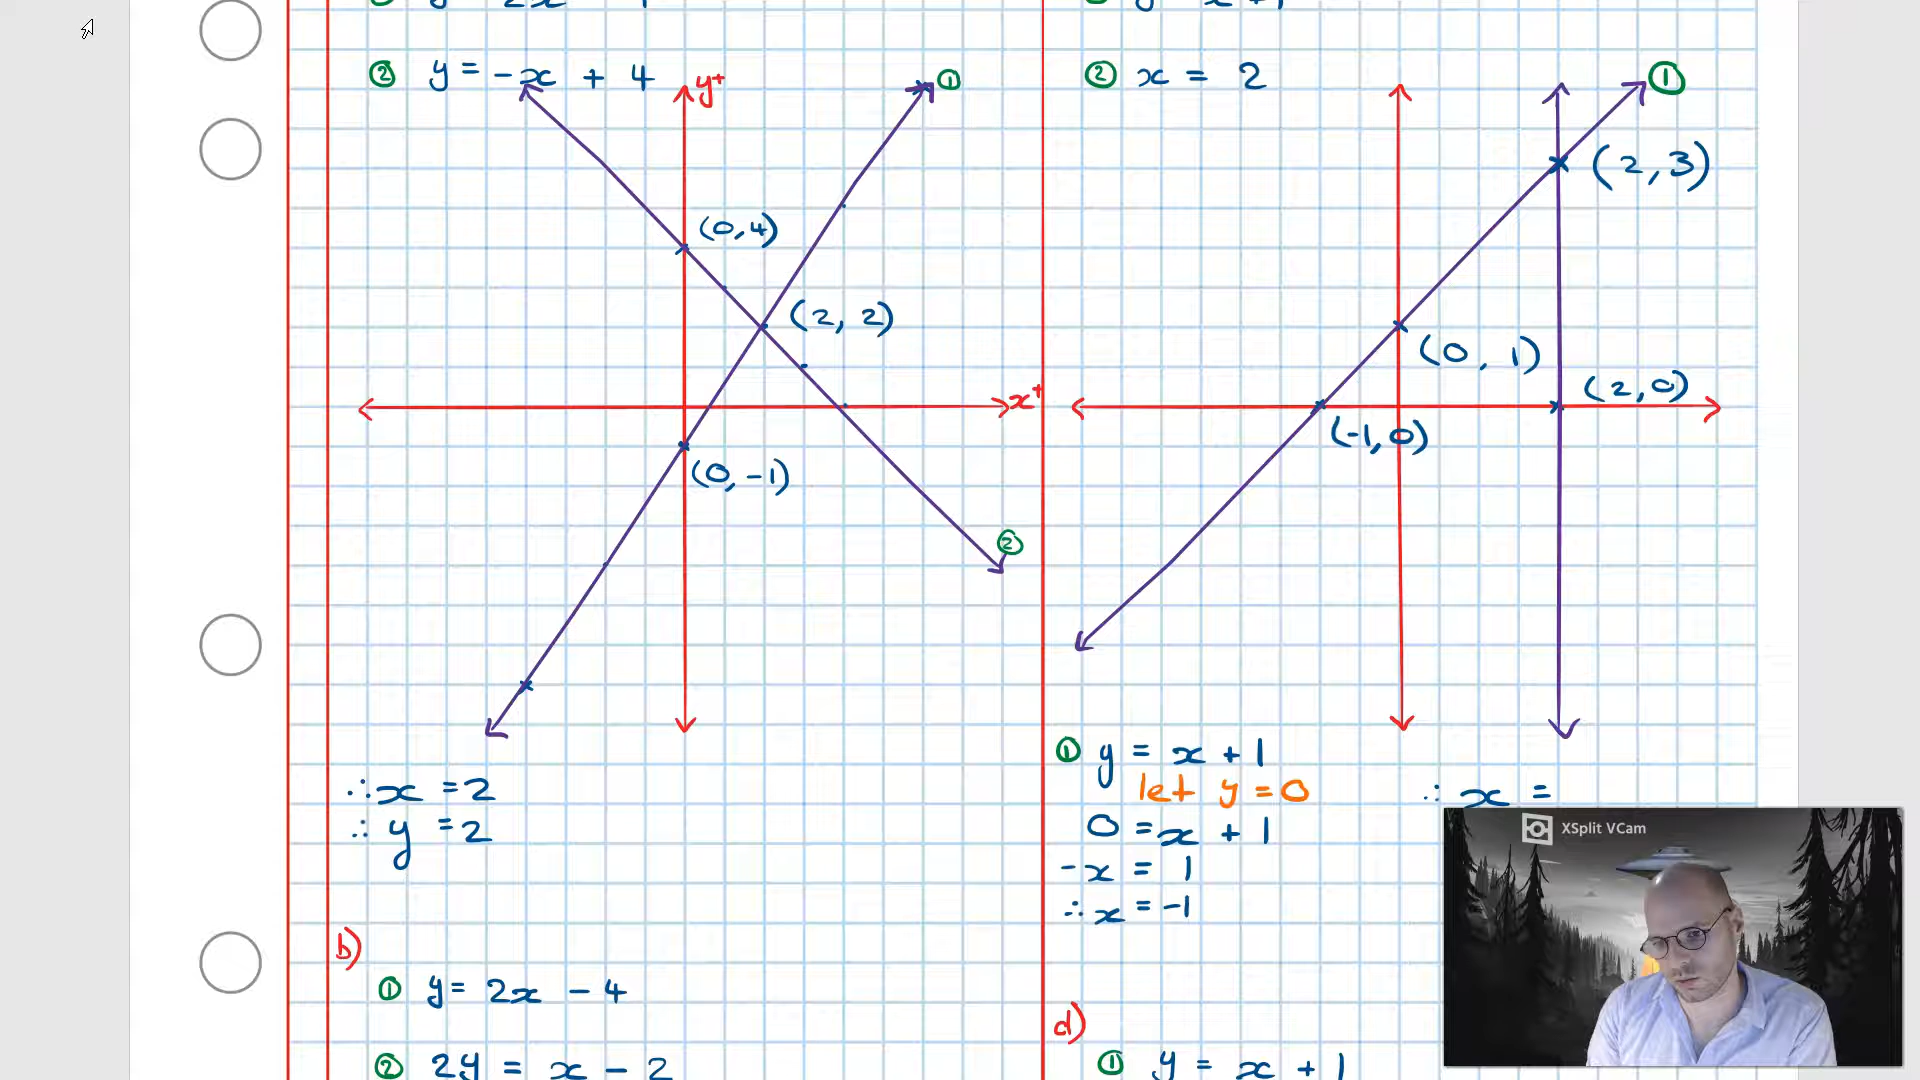 ② y = -x + 4
y+
①
(0,4)
(2, 2)
x+
(0, -1)
②
∴ x = 2
∴ y = 2
b)
① y = 2x - 4
② 2y = x - 2
② x = 2
①
(2, 3)
(0, 1)
(2, 0)
(-1, 0)
① y = x + 1
let y = 0
0 = x + 1
-x = 1
∴ x = -1
∴ x =
XSplit VCam
d)
① y = x + 1